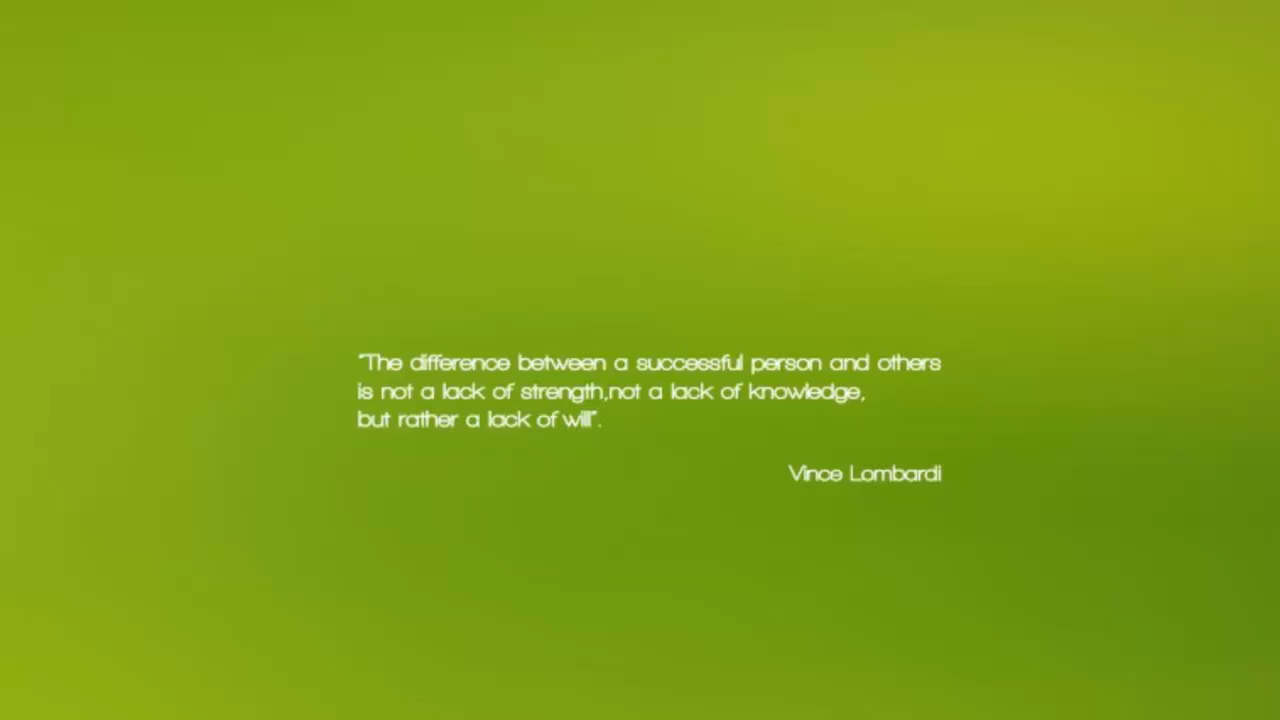 "The difference between a successful person and others
is not a lack of strength,not a lack of knowledge,
but rather a lack of will".
Vince Lombardi